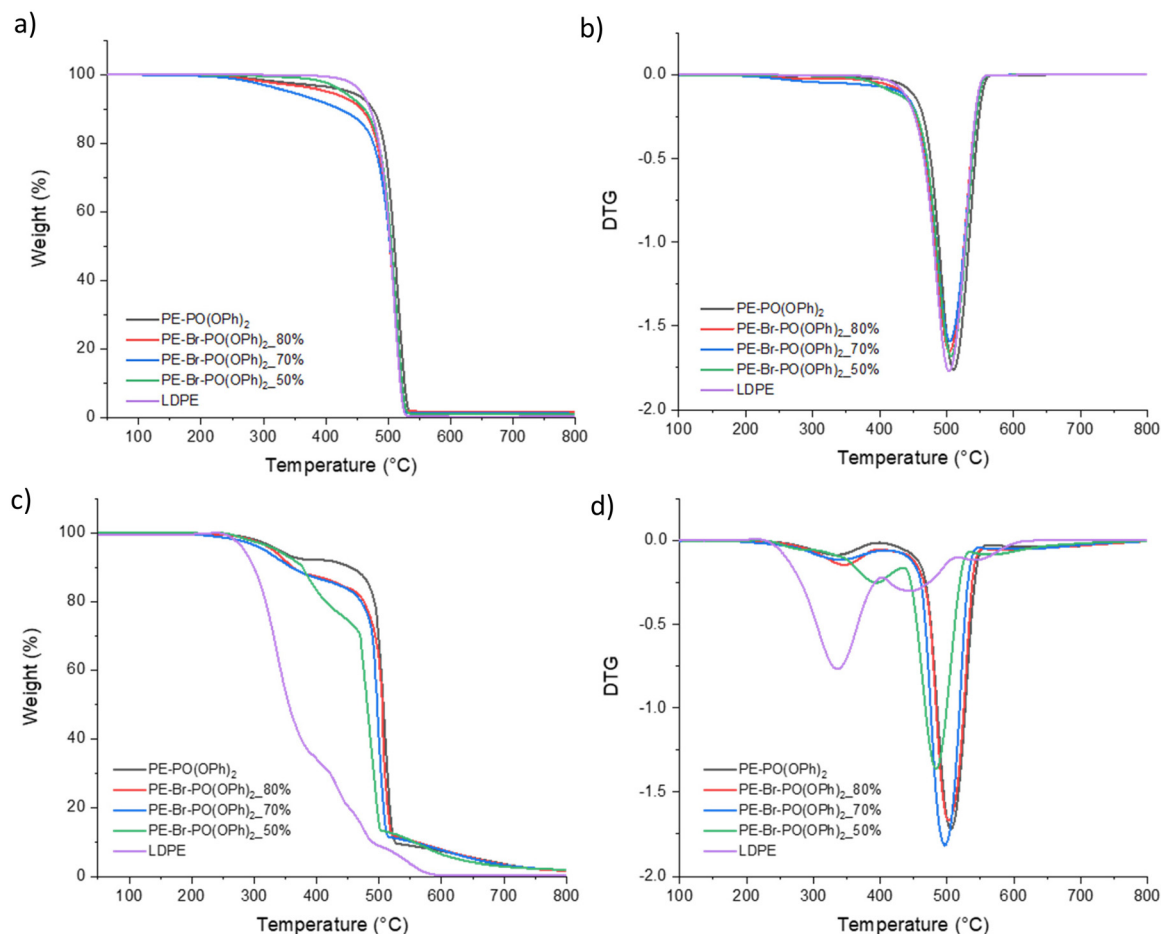 a)
100
80
60
40
20
0
Weight (%)
PE-PO(OPh)₂
PE-Br-PO(OPh)₂_80%
PE-Br-PO(OPh)₂_70%
PE-Br-PO(OPh)₂_50%
LDPE
100 200 300 400 500 600 700 800
Temperature (°C)
b)
0.0
-0.5
-1.0
-1.5
-2.0
DTG
PE-PO(OPh)₂
PE-Br-PO(OPh)₂_80%
PE-Br-PO(OPh)₂_70%
PE-Br-PO(OPh)₂_50%
LDPE
100 200 300 400 500 600 700 800
Temperature (°C)
c)
100
80
60
40
20
0
Weight (%)
PE-PO(OPh)₂
PE-Br-PO(OPh)₂_80%
PE-Br-PO(OPh)₂_70%
PE-Br-PO(OPh)₂_50%
LDPE
100 200 300 400 500 600 700 800
Temperature (°C)
d)
0.0
-0.5
-1.0
-1.5
-2.0
DTG
PE-PO(OPh)₂
PE-Br-PO(OPh)₂_80%
PE-Br-PO(OPh)₂_70%
PE-Br-PO(OPh)₂_50%
LDPE
100 200 300 400 500 600 700 800
Temperature (°C)